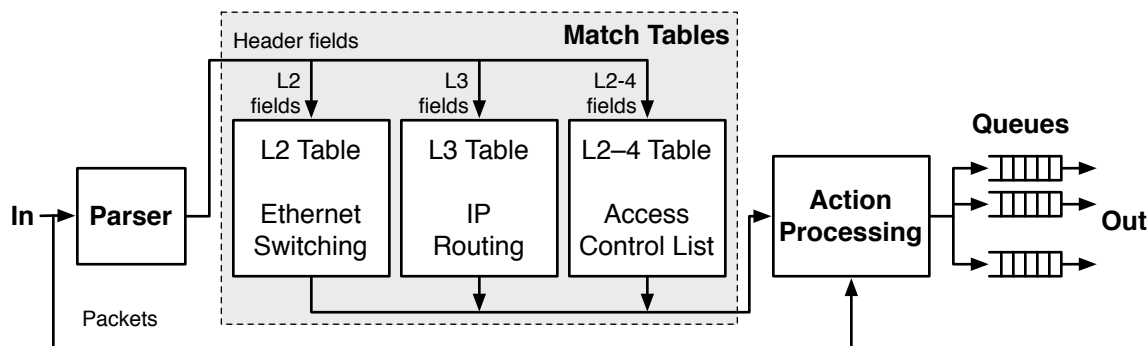 Header fields
Match Tables
L2
fields
L3
fields
L2-4
fields
L2 Table
Ethernet
Switching
L3 Table
IP
Routing
L2–4 Table
Access
Control List
In
Parser
Packets
Action
Processing
Queues
Out